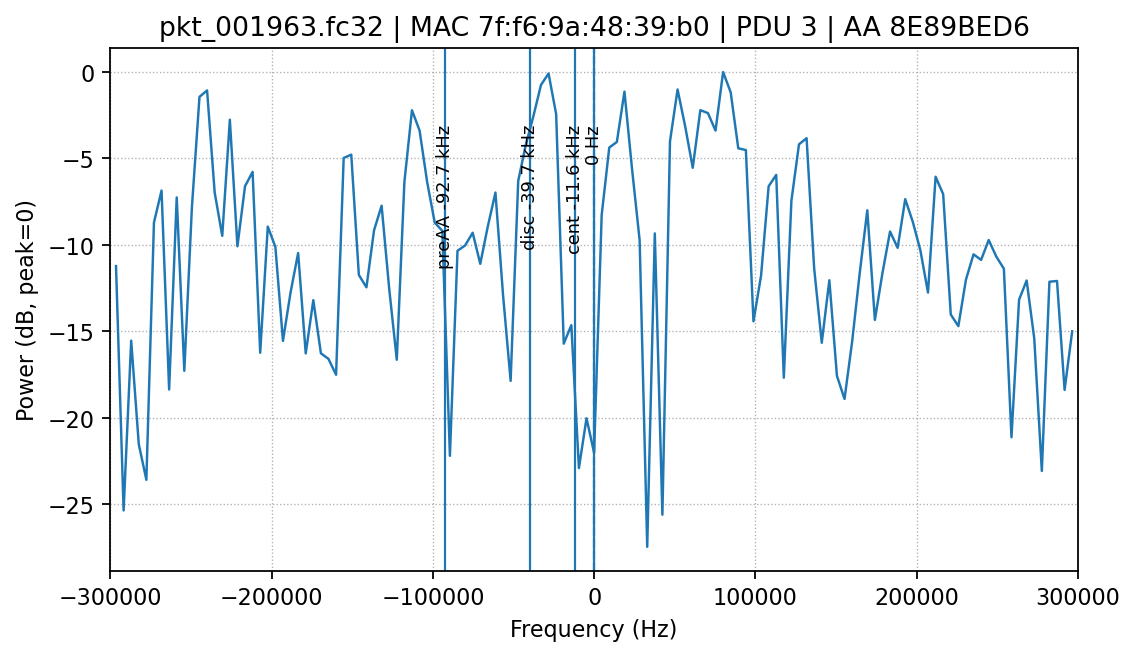 pkt_001963.fc32 | MAC 7f:f6:9a:48:39:b0 | PDU 3 | AA 8E89BED6
Power (dB, peak=0)
0
−5
−10
−15
−20
−25
preAA -92.7 kHz
disc -39.7 kHz
cent -11.6 kHz
0 Hz
−300000
−200000
−100000
0
100000
200000
300000
Frequency (Hz)